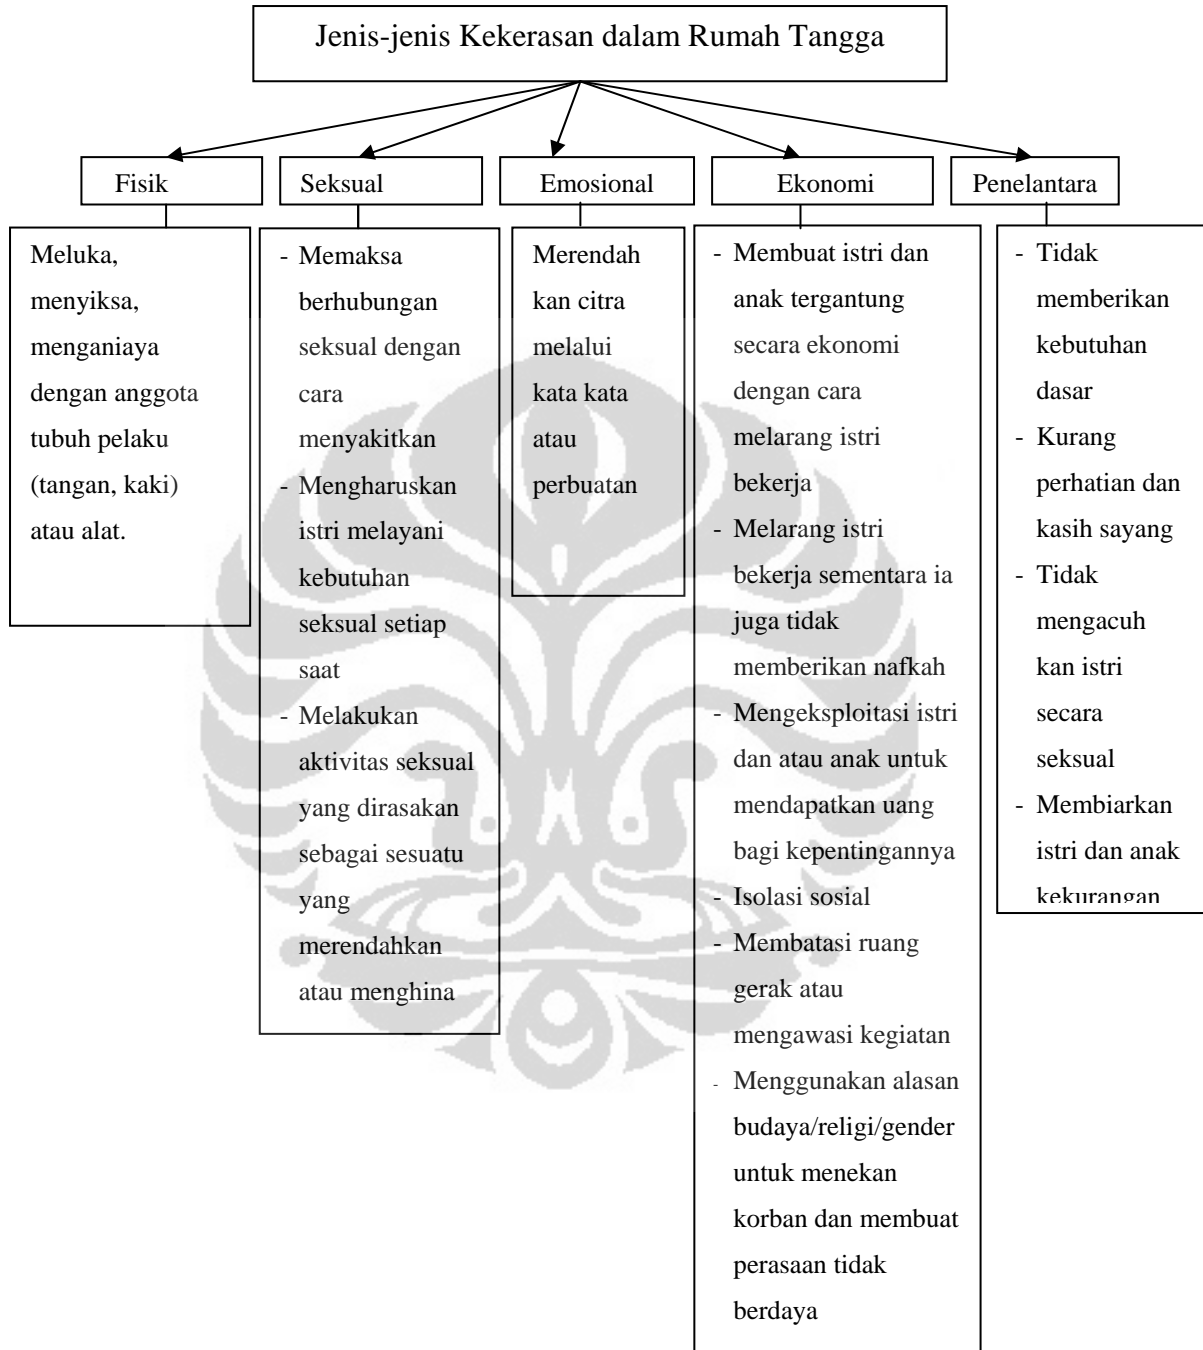 Jenis-jenis Kekerasan dalam Rumah Tangga
Fisik
Meluka,
menyiksa,
menganiaya
dengan anggota
tubuh pelaku
(tangan, kaki)
atau alat.
Seksual
- Memaksa
berhubungan
seksual dengan
cara
menyakitkan
- Mengharuskan
istri melayani
kebutuhan
seksual setiap
saat
- Melakukan
aktivitas seksual
yang dirasakan
sebagai sesuatu
yang
merendahkan
atau menghina
Emosional
Merendah
kan citra
melalui
kata kata
atau
perbuatan
Ekonomi
- Membuat istri dan
anak tergantung
secara ekonomi
dengan cara
melarang istri
bekerja
- Melarang istri
bekerja sementara ia
juga tidak
memberikan nafkah
- Mengeksploitasi istri
dan atau anak untuk
mendapatkan uang
bagi kepentingannya
- Isolasi sosial
- Membatasi ruang
gerak atau
mengawasi kegiatan
- Menggunakan alasan
budaya/religi/gender
untuk menekan
korban dan membuat
perasaan tidak
berdaya
Penelantara
- Tidak
memberikan
kebutuhan
dasar
- Kurang
perhatian dan
kasih sayang
- Tidak
mengacuh
kan istri
secara
seksual
- Membiarkan
istri dan anak
kekurangan